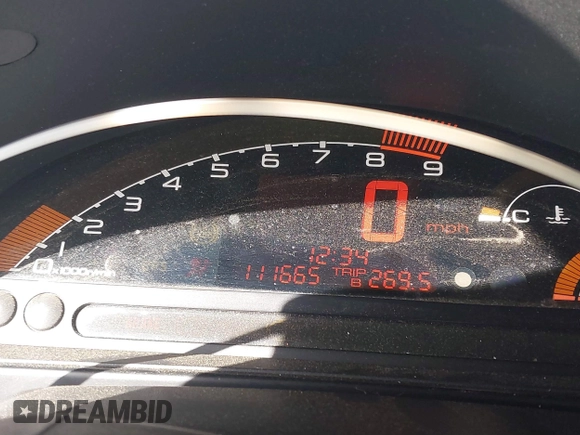 1 2 3 4 5 6 7 8 9
0 mph
C
12:34
0 x1000r/min
111665 TRIP B 269.5
DREAMBID